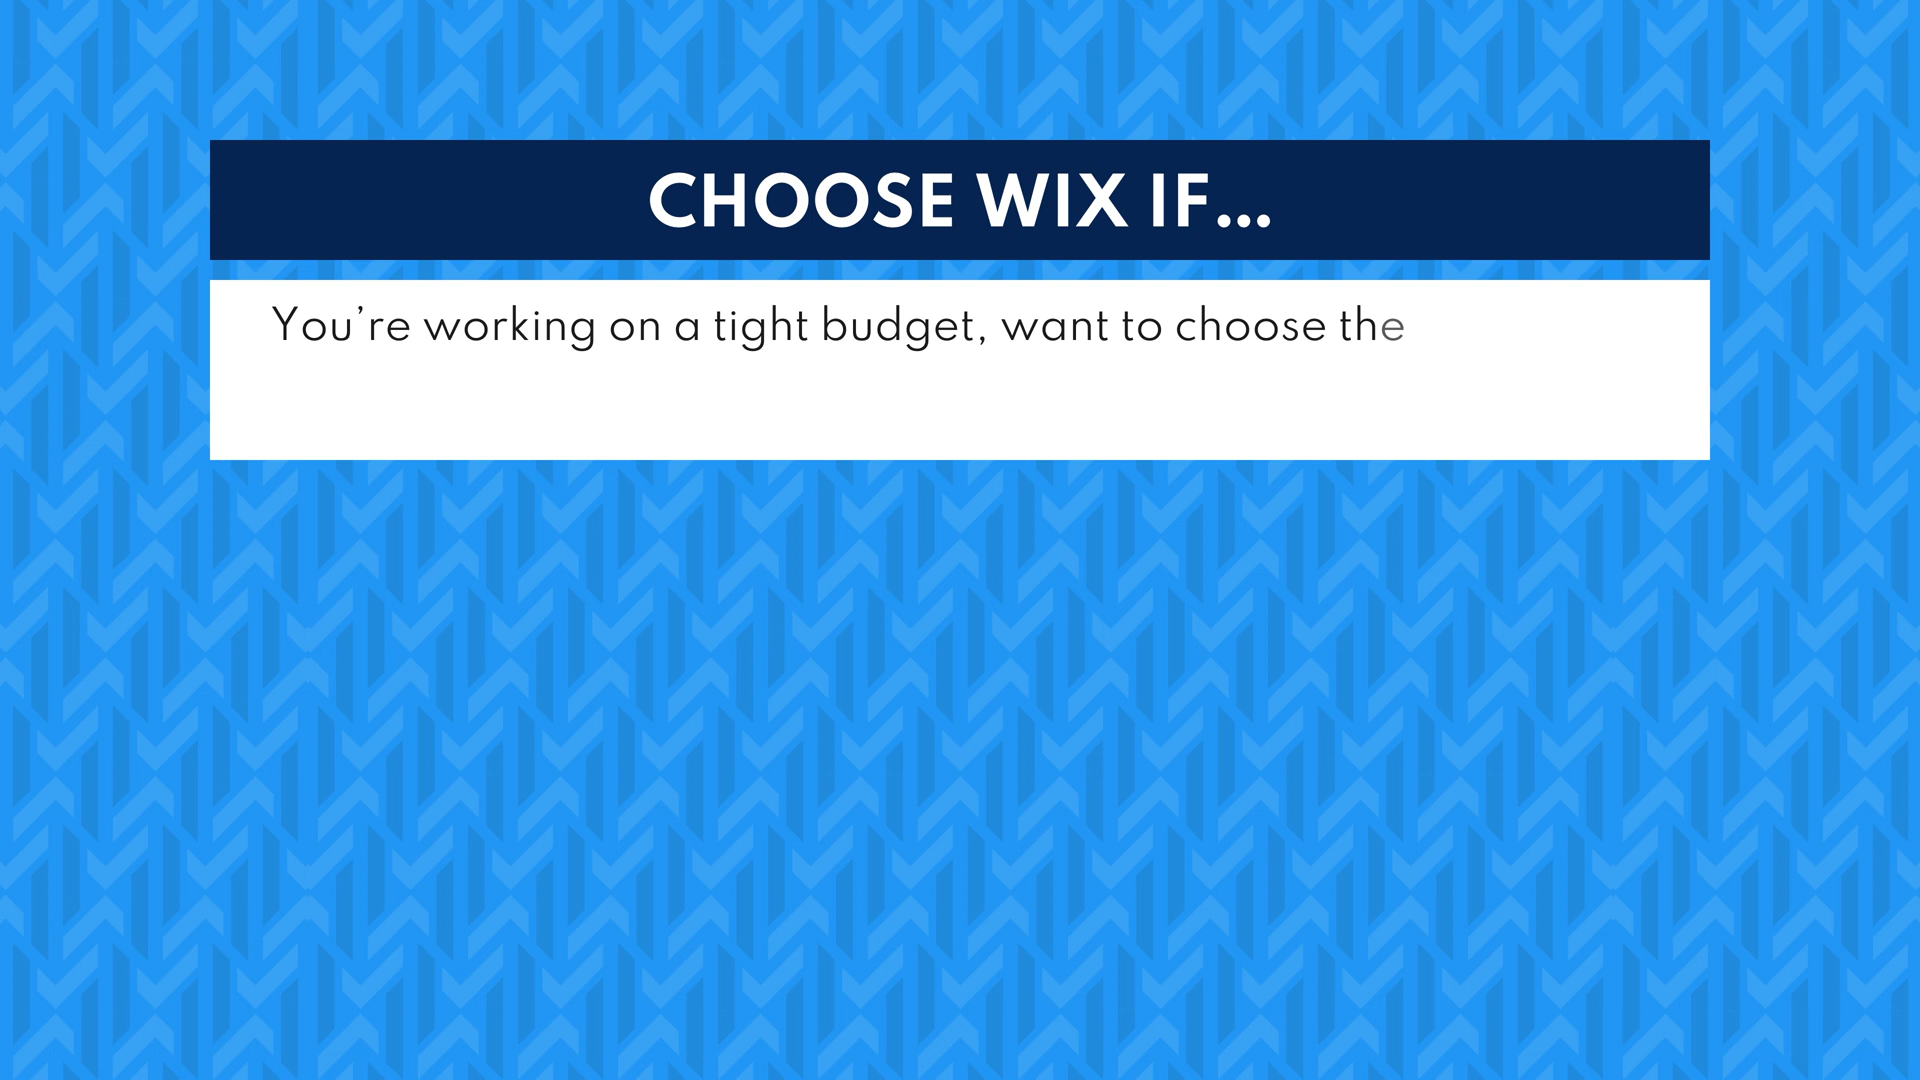 CHOOSE WIX IF...
You’re working on a tight budget, want to choose the